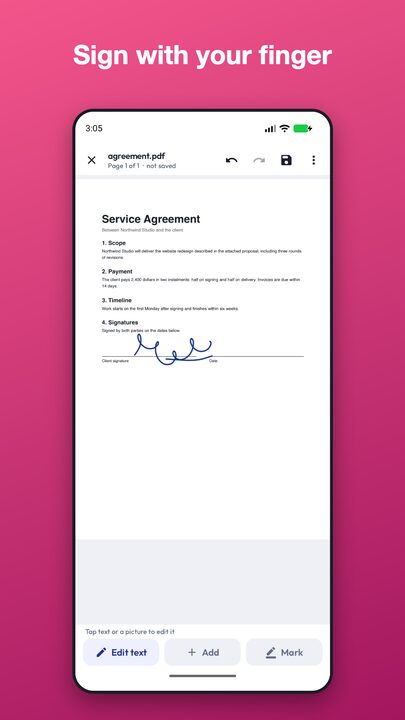 Sign with your finger
3:05
agreement.pdf
Page 1 of 1 · not saved
Service Agreement
Between Northwind Studio and the client
1. Scope
Northwind Studio will deliver the website redesign described in the attached proposal, including three rounds
of revisions.
2. Payment
The client pays 2,400 dollars in two instalments: half on signing and half on delivery. Invoices are due within
14 days.
3. Timeline
Work starts on the first Monday after signing and finishes within six weeks.
4. Signatures
Signed by both parties on the dates below.
Client signature Date
Tap text or a picture to edit it
Edit text Add Mark